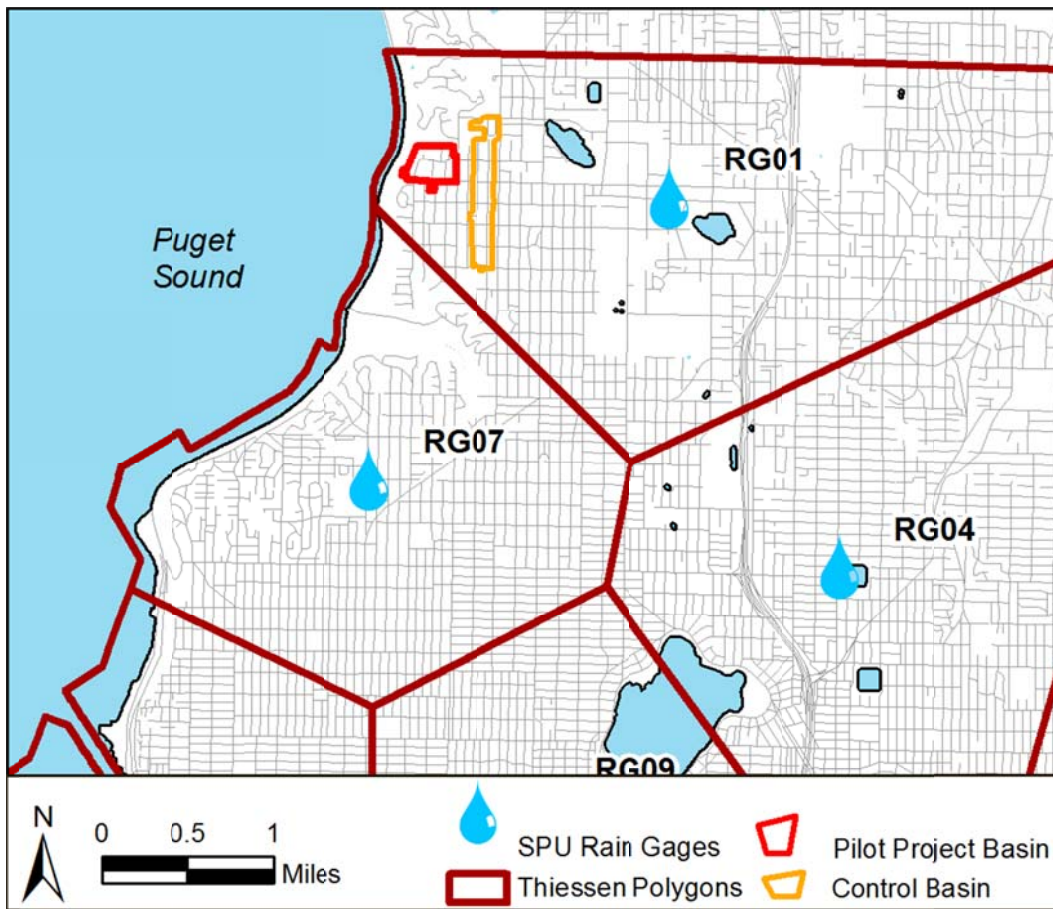 RG01
Puget
Sound
RG07
RG04
RG09
N
0 0.5 1
Miles
SPU Rain Gages
Thiessen Polygons
Pilot Project Basin
Control Basin